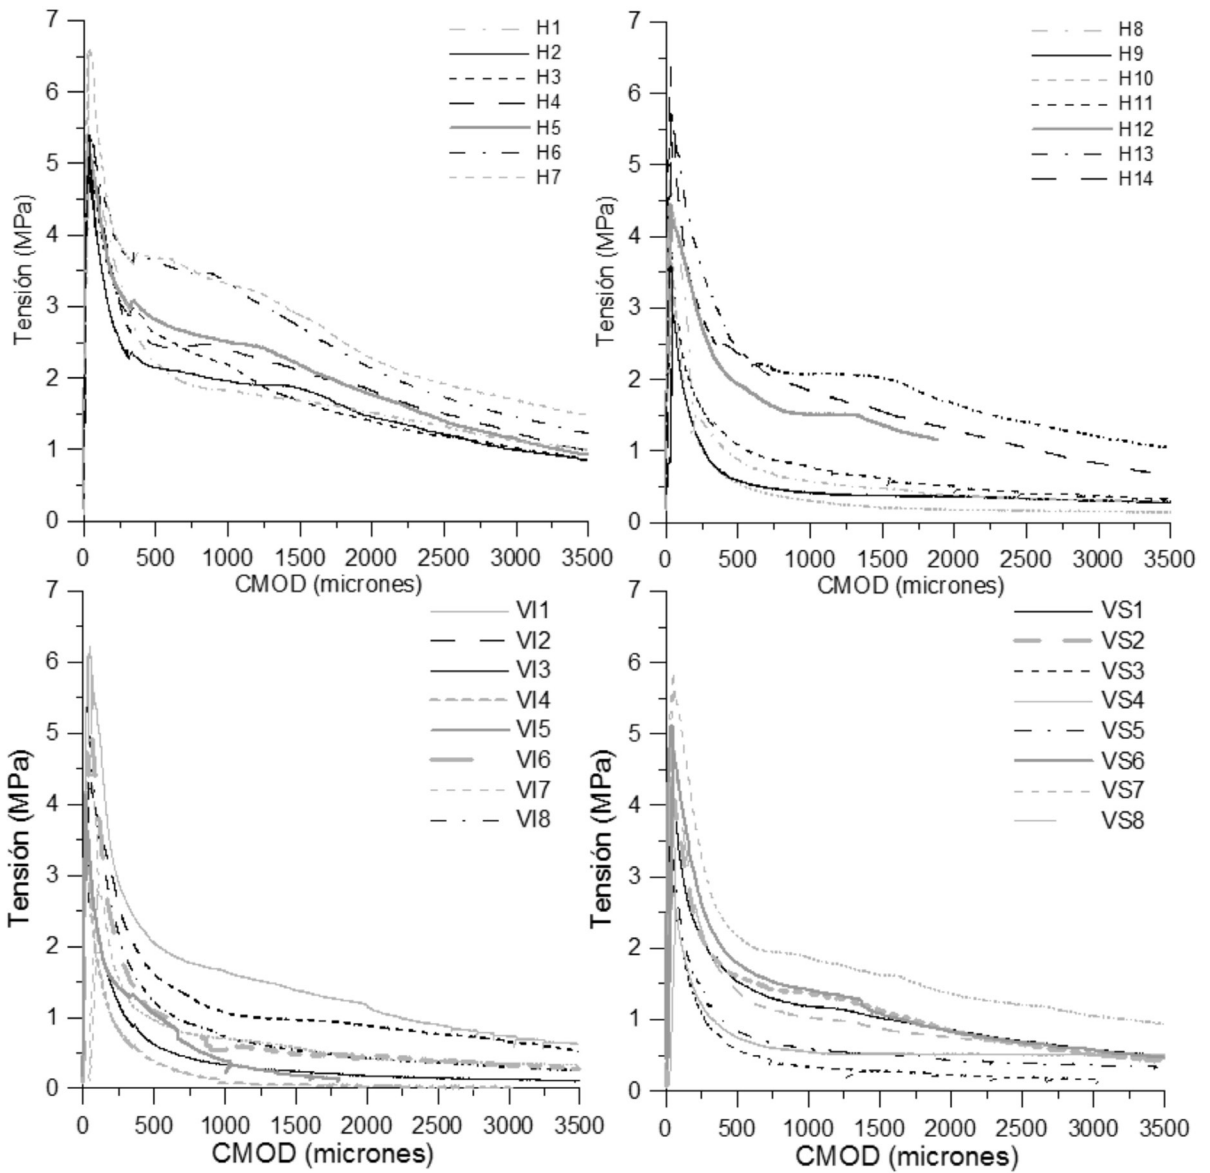 7
6
5
4
3
2
1
0
Tensión (MPa)
H1
H2
H3
H4
H5
H6
H7
0 500 1000 1500 2000 2500 3000 3500
CMOD (micrones)
7
6
5
4
3
2
1
0
Tensión (MPa)
H8
H9
H10
H11
H12
H13
H14
0 500 1000 1500 2000 2500 3000 3500
CMOD (micrones)
7
6
5
4
3
2
1
0
Tensión (MPa)
VI1
VI2
VI3
VI4
VI5
VI6
VI7
VI8
0 500 1000 1500 2000 2500 3000 3500
CMOD (micrones)
7
6
5
4
3
2
1
0
Tensión (MPa)
VS1
VS2
VS3
VS4
VS5
VS6
VS7
VS8
0 500 1000 1500 2000 2500 3000 3500
CMOD (micrones)